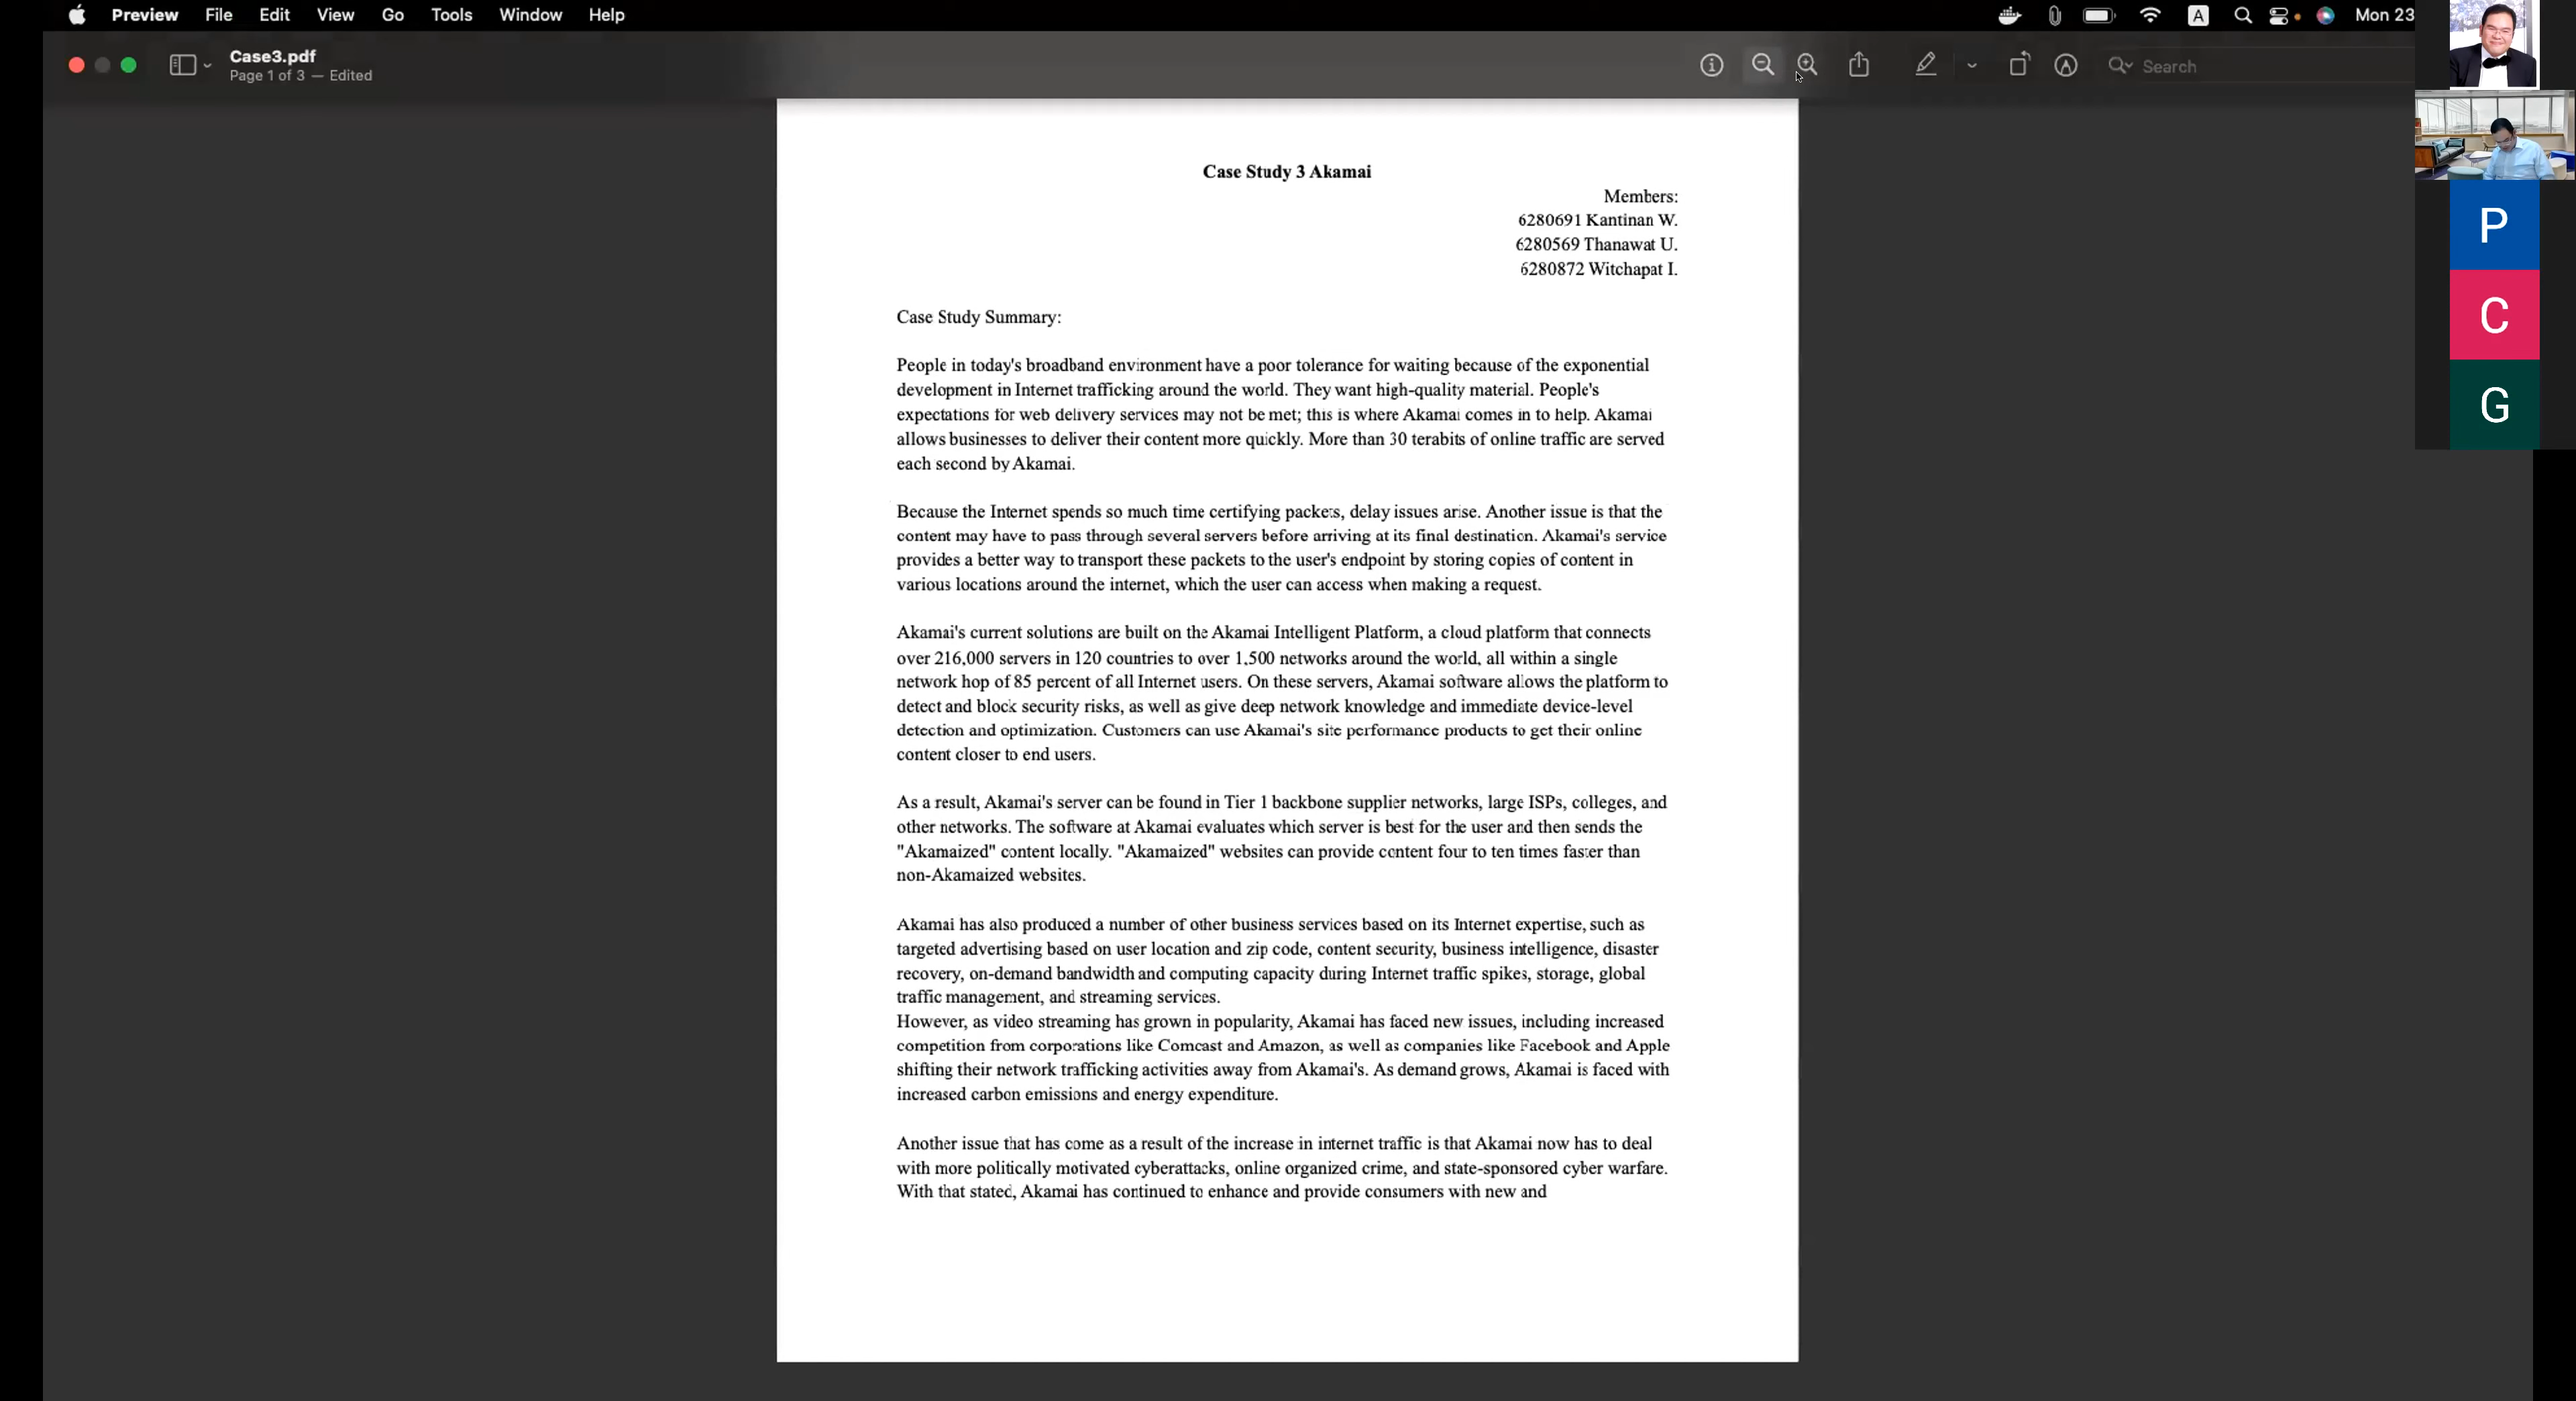 Preview File Edit View Go Tools Window Help
A
Mon 23
Case3.pdf
Page 1 of 3 — Edited
Search
P
C
G
Case Study 3 Akamai
Members:
6280691 Kantinan W.
6280569 Thanawat U.
6280872 Witchapat I.
Case Study Summary:
People in today's broadband environment have a poor tolerance for waiting because of the exponential
development in Internet trafficking around the world. They want high-quality material. People's
expectations for web delivery services may not be met; this is where Akamai comes in to help. Akamai
allows businesses to deliver their content more quickly. More than 30 terabits of online traffic are served
each second by Akamai.
Because the Internet spends so much time certifying packets, delay issues arise. Another issue is that the
content may have to pass through several servers before arriving at its final destination. Akamai's service
provides a better way to transport these packets to the user's endpoint by storing copies of content in
various locations around the internet, which the user can access when making a request.
Akamai's current solutions are built on the Akamai Intelligent Platform, a cloud platform that connects
over 216,000 servers in 120 countries to over 1,500 networks around the world, all within a single
network hop of 85 percent of all Internet users. On these servers, Akamai software allows the platform to
detect and block security risks, as well as give deep network knowledge and immediate device-level
detection and optimization. Customers can use Akamai's site performance products to get their online
content closer to end users.
As a result, Akamai's server can be found in Tier 1 backbone supplier networks, large ISPs, colleges, and
other networks. The software at Akamai evaluates which server is best for the user and then sends the
"Akamaized" content locally. "Akamaized" websites can provide content four to ten times faster than
non-Akamaized websites.
Akamai has also produced a number of other business services based on its Internet expertise, such as
targeted advertising based on user location and zip code, content security, business intelligence, disaster
recovery, on-demand bandwidth and computing capacity during Internet traffic spikes, storage, global
traffic management, and streaming services.
However, as video streaming has grown in popularity, Akamai has faced new issues, including increased
competition from corporations like Comcast and Amazon, as well as companies like Facebook and Apple
shifting their network trafficking activities away from Akamai's. As demand grows, Akamai is faced with
increased carbon emissions and energy expenditure.
Another issue that has come as a result of the increase in internet traffic is that Akamai now has to deal
with more politically motivated cyberattacks, online organized crime, and state-sponsored cyber warfare.
With that stated, Akamai has continued to enhance and provide consumers with new and